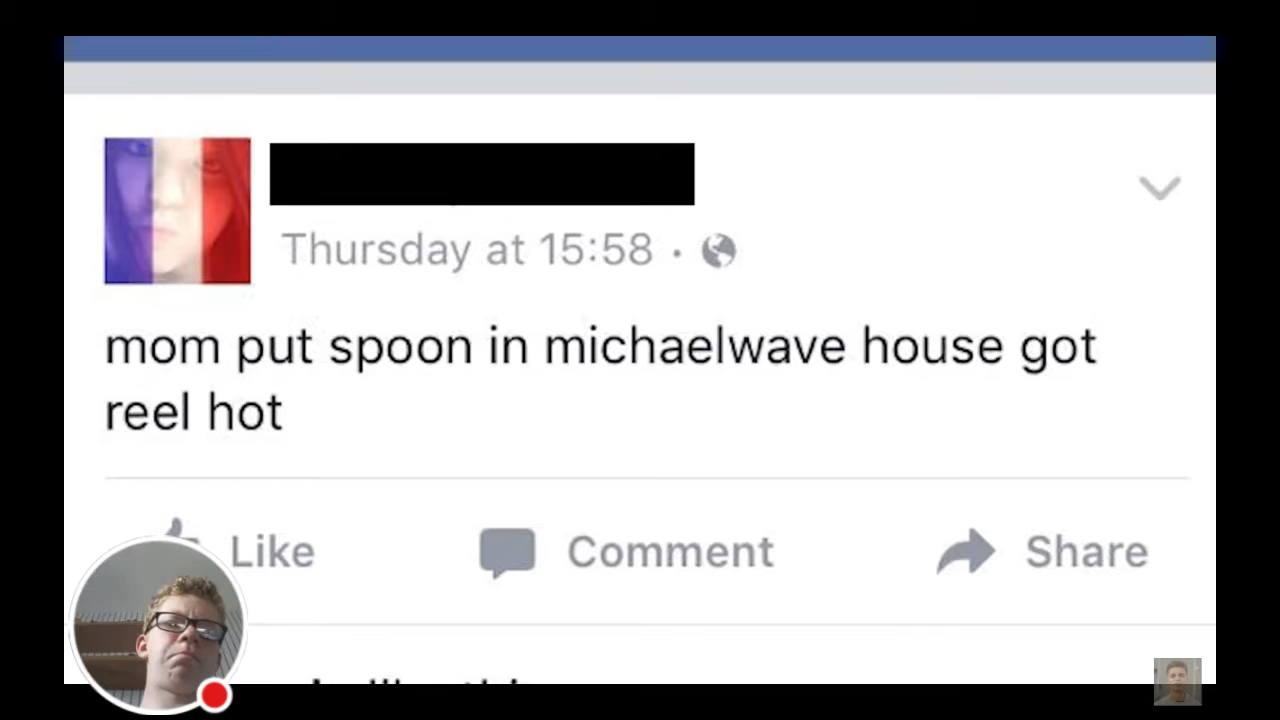 Thursday at 15:58 ·
mom put spoon in michaelwave house got
reel hot
Like Comment Share